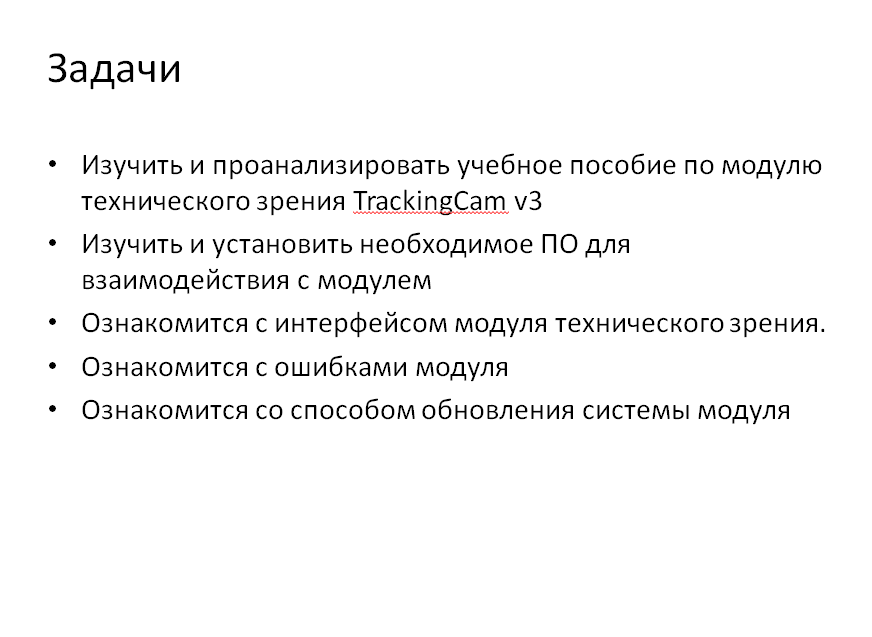 Задачи
• Изучить и проанализировать учебное пособие по модулю
технического зрения TrackingCam v3
• Изучить и установить необходимое ПО для
взаимодействия с модулем
• Ознакомится с интерфейсом модуля технического зрения.
• Ознакомится с ошибками модуля
• Ознакомится со способом обновления системы модуля